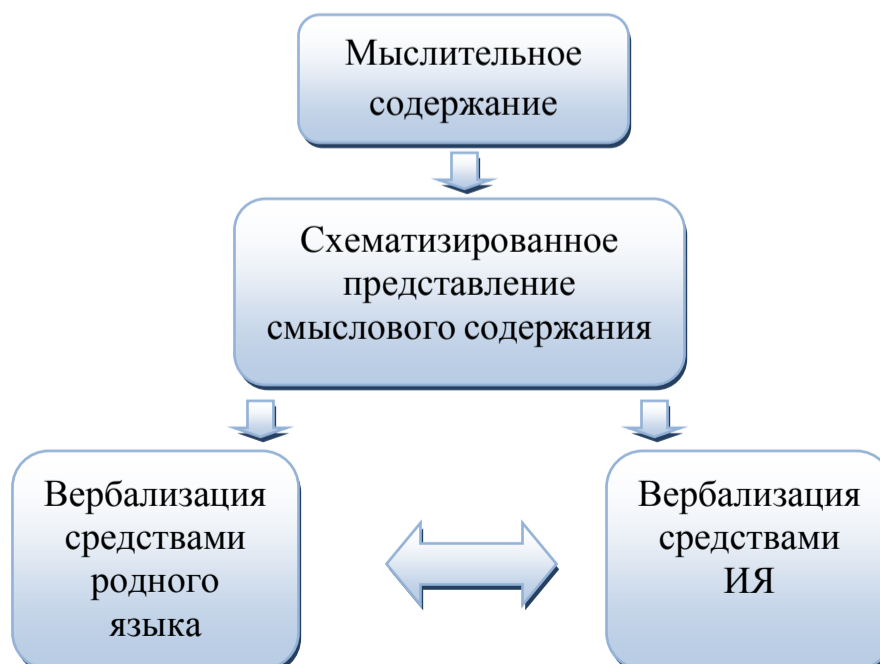 Мыслительное
содержание
Схематизированное
представление
смыслового содержания
Вербализация
средствами
родного
языка
Вербализация
средствами
ИЯ